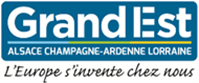 Grand Est
ALSACE CHAMPAGNE-ARDENNE LORRAINE
L'Europe s'invente chez nous